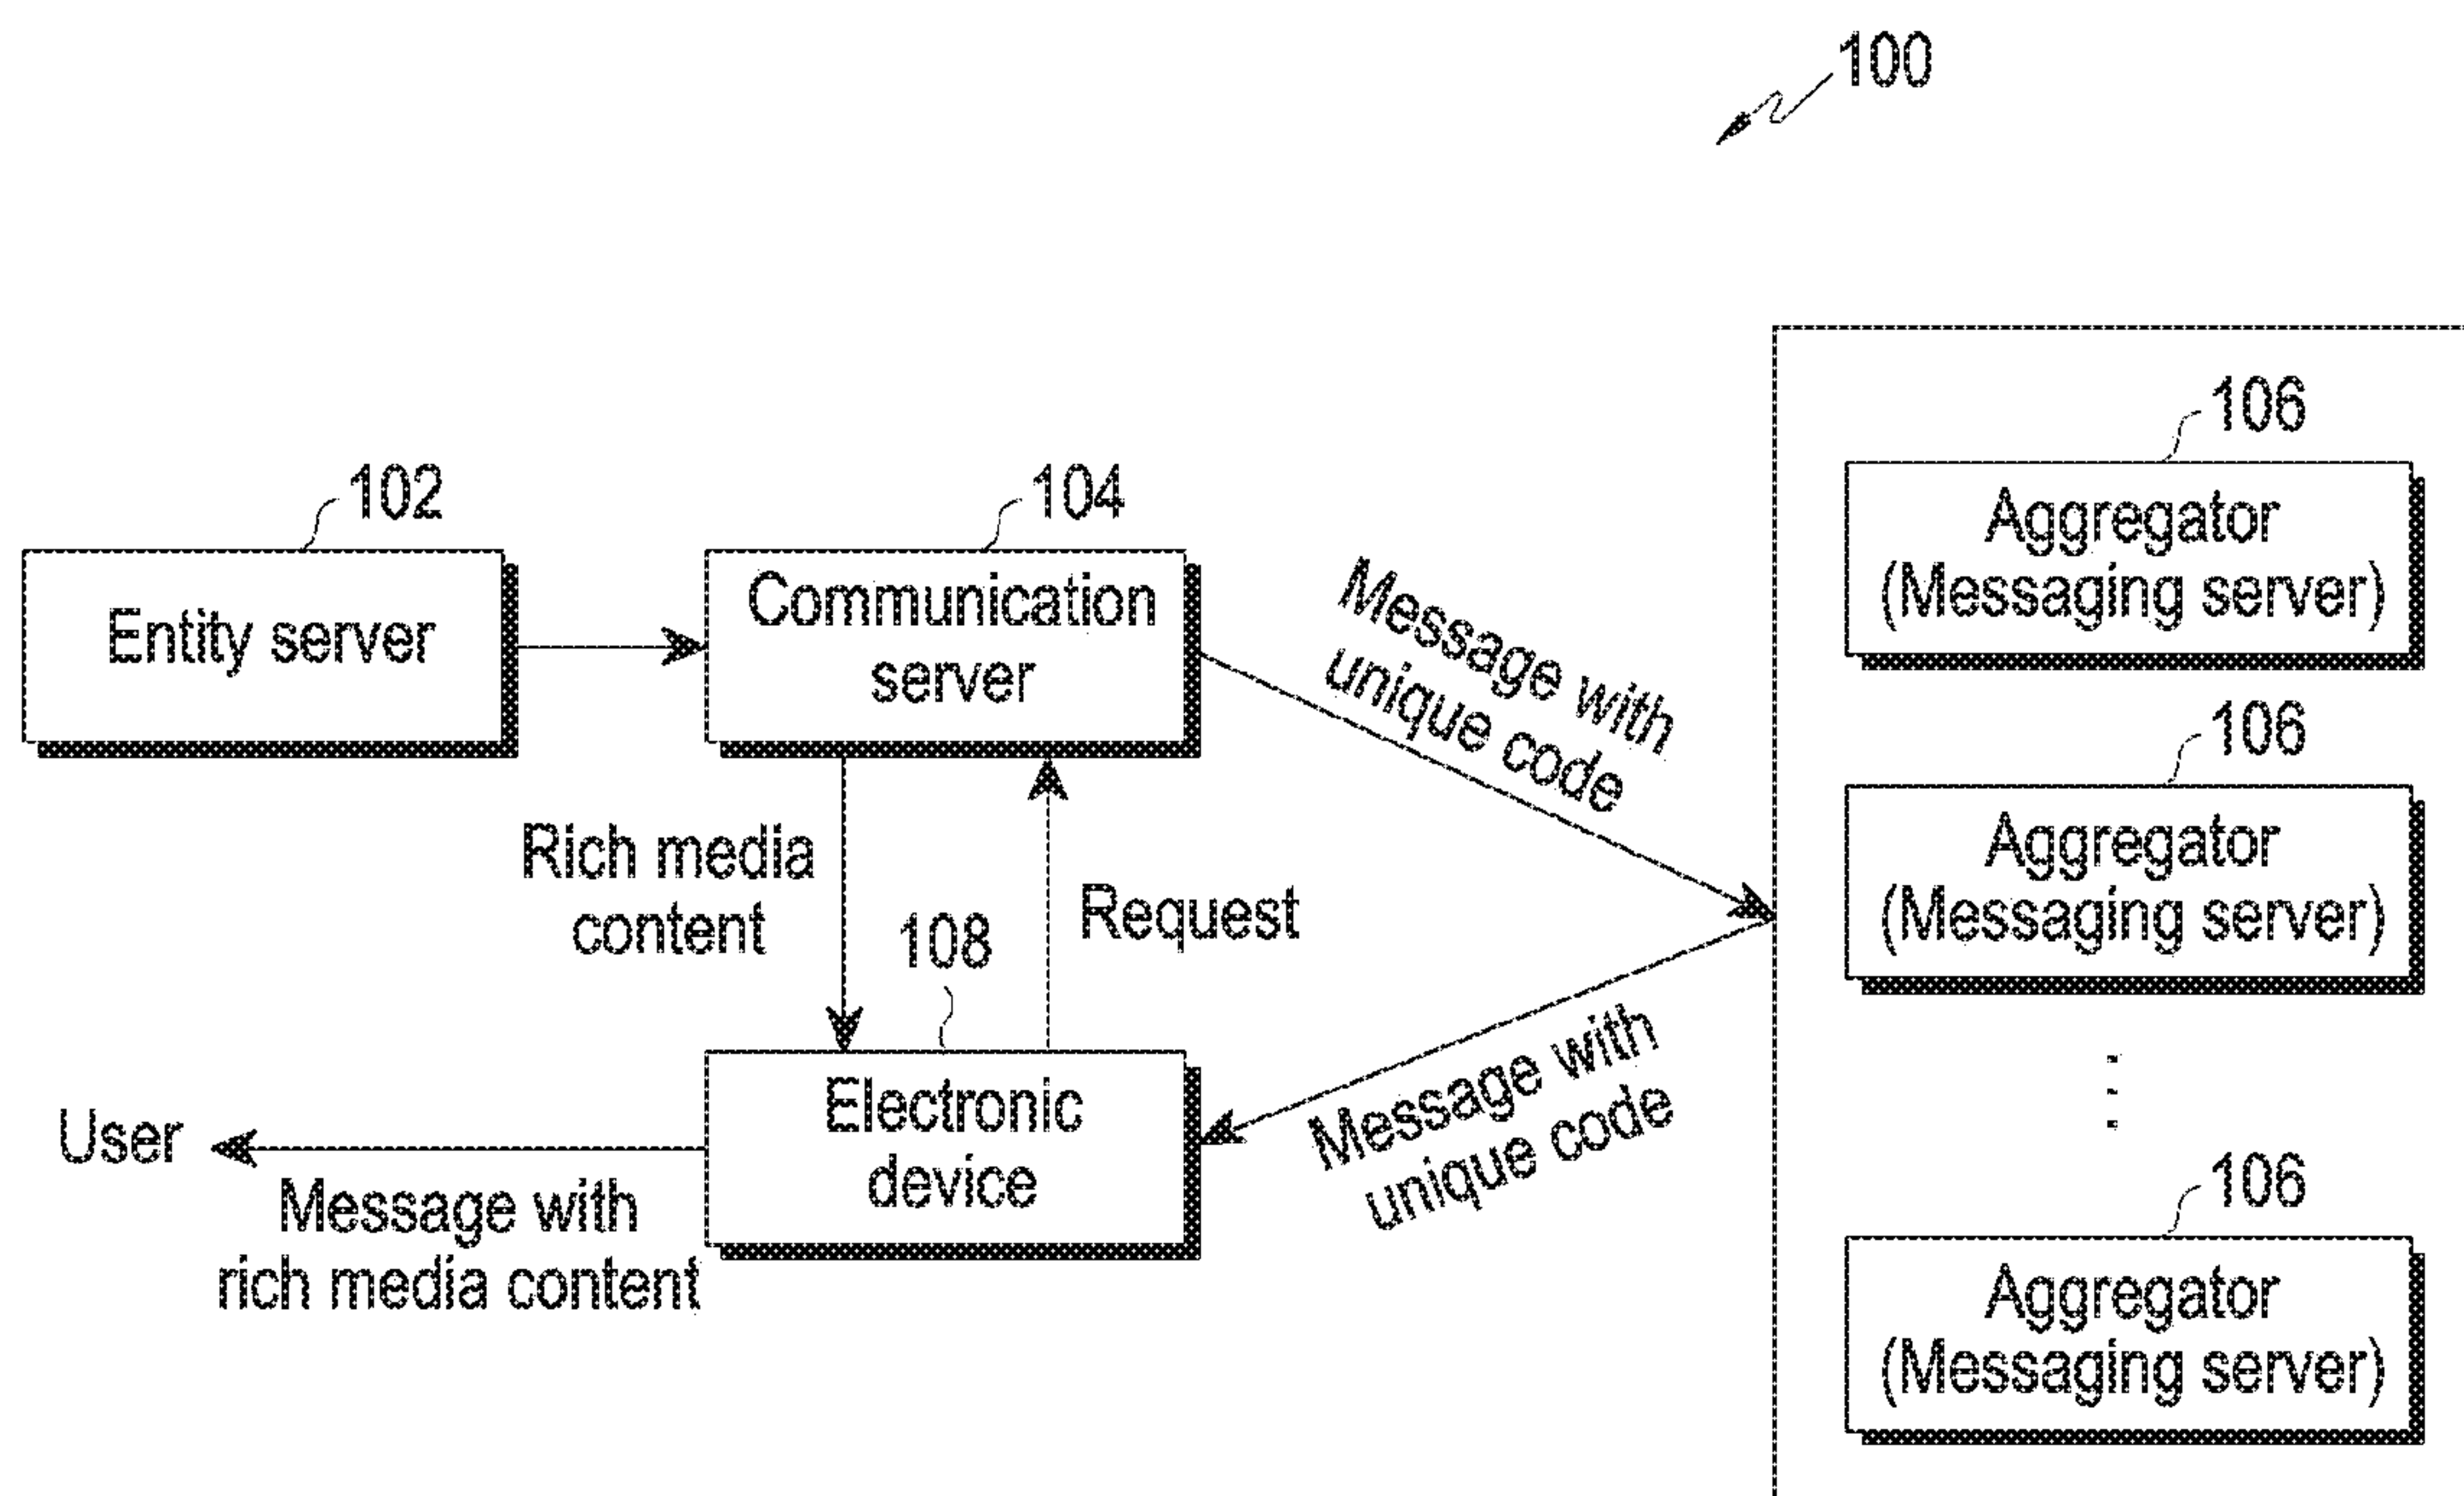 100
106
Aggregator
(Messaging server)
102
Entity server
104
Communication
server
Message with
unique code
106
Aggregator
(Messaging server)
Rich media
content
Request
108
Electronic
device
Message with
unique code
User
Message with
rich media content
106
Aggregator
(Messaging server)